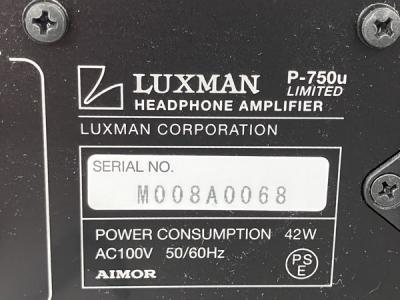 LUXMAN P-750u
LIMITED
HEADPHONE AMPLIFIER
LUXMAN CORPORATION
SERIAL NO.
M008A0068
POWER CONSUMPTION 42W
AC100V 50/60Hz
AIMOR
PS
E